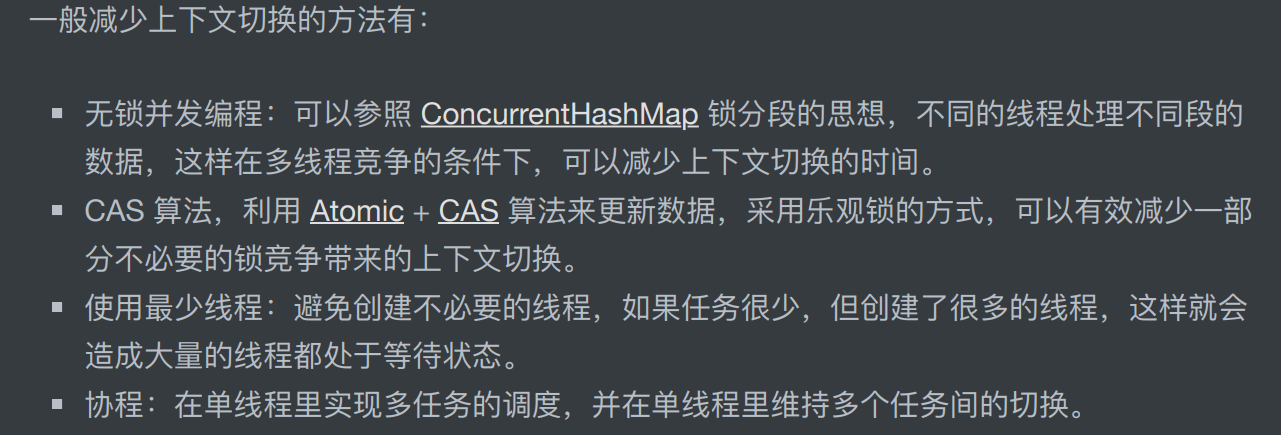 一般减少上下文切换的方法有：
▪ 无锁并发编程：可以参照 ConcurrentHashMap 锁分段的思想，不同的线程处理不同段的
数据，这样在多线程竞争的条件下，可以减少上下文切换的时间。
▪ CAS 算法，利用 Atomic + CAS 算法来更新数据，采用乐观锁的方式，可以有效减少一部
分不必要的锁竞争带来的上下文切换。
▪ 使用最少线程：避免创建不必要的线程，如果任务很少，但创建了很多的线程，这样就会
造成大量的线程都处于等待状态。
▪ 协程：在单线程里实现多任务的调度，并在单线程里维持多个任务间的切换。